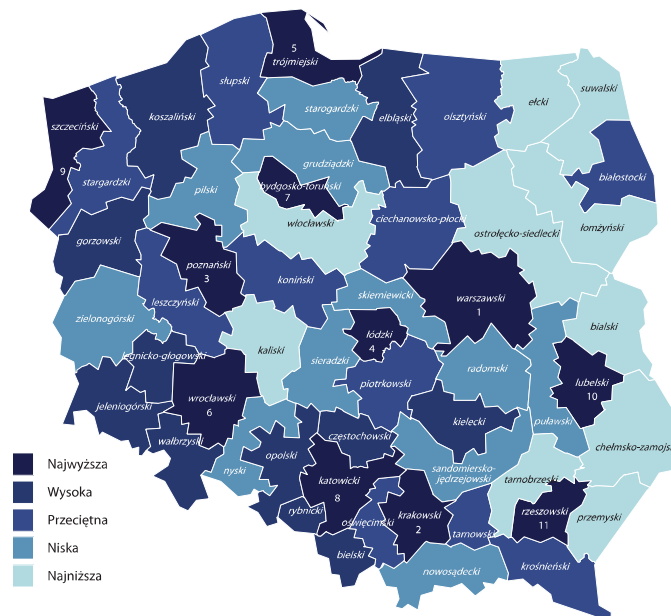 5
trójmiejski
słupski
koszaliński
szczeciński
9
stargardzki
starogardzki
elbląski
olsztyński
ełcki
suwalski
białostocki
pilski
grudziądzki
bydgosko-toruński
7
włocławski
ciechanowsko-płocki
ostrołęcko-siedlecki
łomżyński
gorzowski
poznański
3
koniński
leszczyński
skierniewicki
warszawski
1
zielonogórski
legnicko-głogowski
kaliski
sieradzki
łódzki
4
piotrkowski
radomski
bialski
lubelski
10
puławski
jeleniogórski
wrocławski
6
wałbrzyski
nyski
opolski
częstochowski
kielecki
sandomiersko-
jędrzejowski
chełmsko-zamojski
tarnobrzeski
katowicki
8
rybnicki
oświęcimski
krakowski
2
tarnowski
rzeszowski
11
przemyski
bielski
nowosądecki
krośnieński
Najwyższa
Wysoka
Przeciętna
Niska
Najniższa